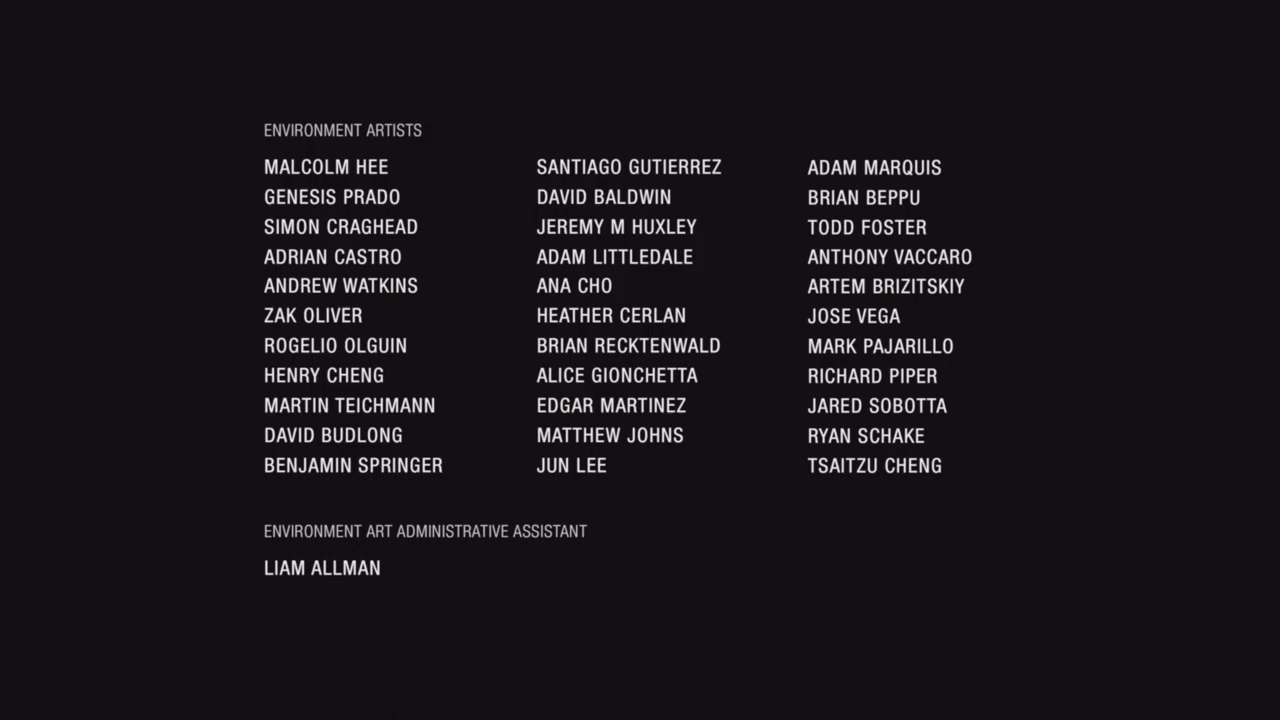 ENVIRONMENT ARTISTS
MALCOLM HEE
GENESIS PRADO
SIMON CRAGHEAD
ADRIAN CASTRO
ANDREW WATKINS
ZAK OLIVER
ROGELIO OLGUIN
HENRY CHENG
MARTIN TEICHMANN
DAVID BUDLONG
BENJAMIN SPRINGER
SANTIAGO GUTIERREZ
DAVID BALDWIN
JEREMY M HUXLEY
ADAM LITTLEDALE
ANA CHO
HEATHER CERLAN
BRIAN RECKTENWALD
ALICE GIONCHETTA
EDGAR MARTINEZ
MATTHEW JOHNS
JUN LEE
ADAM MARQUIS
BRIAN BEPPU
TODD FOSTER
ANTHONY VACCARO
ARTEM BRIZITSKIY
JOSE VEGA
MARK PAJARILLO
RICHARD PIPER
JARED SOBOTTA
RYAN SCHAKE
TSAITZU CHENG
ENVIRONMENT ART ADMINISTRATIVE ASSISTANT
LIAM ALLMAN